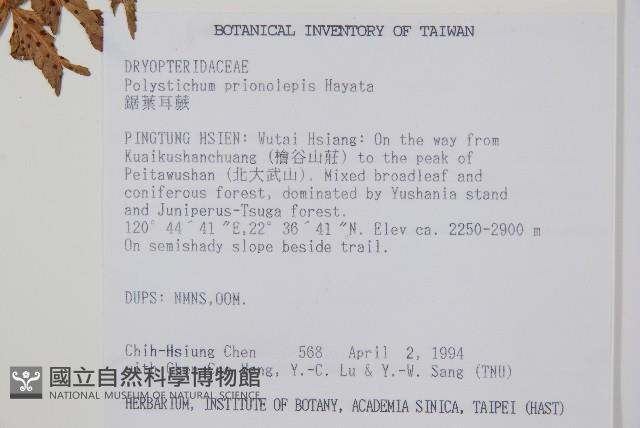 BOTANICAL INVENTORY OF TAIWAN
DRYOPTERIDACEAE
Polystichum prionolepis Hayata
鋸葉耳蕨
PINGTUNG HSIEN: Wutai Hsiang: On the way from
Kuaikushanchuang (檜谷山莊) to the peak of
Peitawushan (北大武山). Mixed broadleaf and
coniferous forest, dominated by Yushania stand
and Juniperus-Tsuga forest.
120° 44´41 ″E,22° 36´41 ″N. Elev ca. 2250-2900 m
On semishady slope beside trail.
DUPS: NMNS,OOM.
Chih-Hsiung Chen 568 April 2, 1994
with Wang, Y.-C. Lu & Y.-W. Sang (TNU)
國立自然科學博物館
NATIONAL MUSEUM OF NATURAL SCIENCE
HERBARIUM, INSTITUTE OF BOTANY, ACADEMIA SINICA, TAIPEI (HAST)